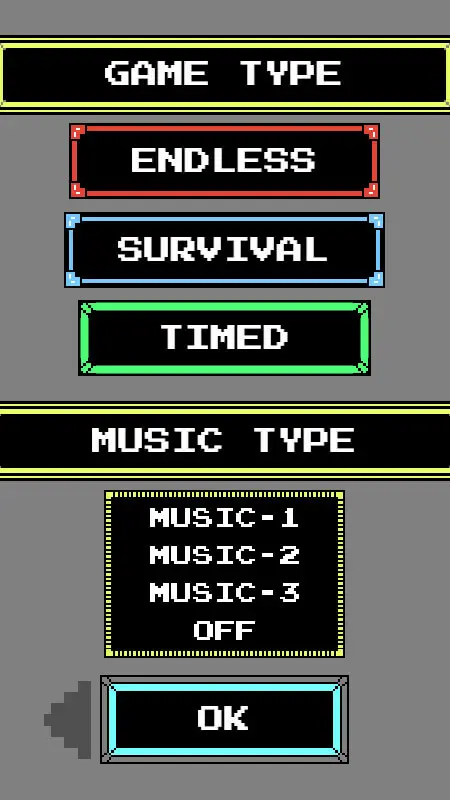 GAME TYPE
ENDLESS
SURVIVAL
TIMED
MUSIC TYPE
MUSIC-1
MUSIC-2
MUSIC-3
OFF
OK